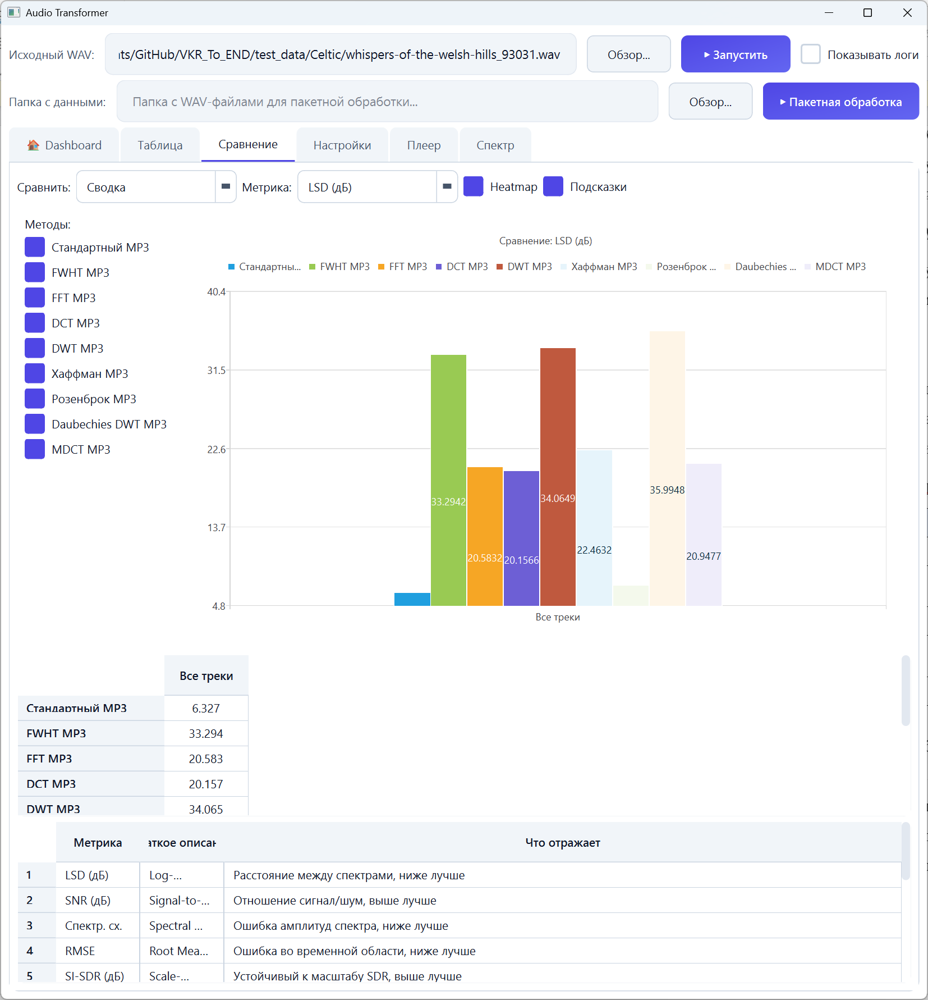 Audio Transformer
Исходный WAV: ıts/GitHub/VKR_To_END/test_data/Celtic/whispers-of-the-welsh-hills_93031.wav Обзор... ▸ Запустить Показывать логи
Папка с данными: Папка с WAV-файлами для пакетной обработки... Обзор... ▸ Пакетная обработка
Dashboard Таблица Сравнение Настройки Плеер Спектр
Сравнить: Сводка Метрика: LSD (дБ) Heatmap Подсказки
Методы:
Стандартный MP3
FWHT MP3
FFT MP3
DCT MP3
DWT MP3
Хаффман MP3
Розенброк MP3
Daubechies DWT MP3
MDCT MP3
Сравнение: LSD (дБ)
Стандартны... FWHT MP3 FFT MP3 DCT MP3 DWT MP3 Хаффман MP3 Розенброк ... Daubechies ... MDCT MP3
40.4
31.5
22.6
13.7
4.8
33.2942
20.5832
20.1566
34.0649
22.4632
35.9948
20.9477
Все треки
Все треки
Стандартный MP3 6.327
FWHT MP3 33.294
FFT MP3 20.583
DCT MP3 20.157
DWT MP3 34.065
Метрика аткое описан Что отражает
1 LSD (дБ) Log-... Расстояние между спектрами, ниже лучше
2 SNR (дБ) Signal-to-... Отношение сигнал/шум, выше лучше
3 Спектр. сх. Spectral ... Ошибка амплитуд спектра, ниже лучше
4 RMSE Root Mea... Ошибка во временной области, ниже лучше
5 SI-SDR (дБ) Scale-... Устойчивый к масштабу SDR, выше лучше